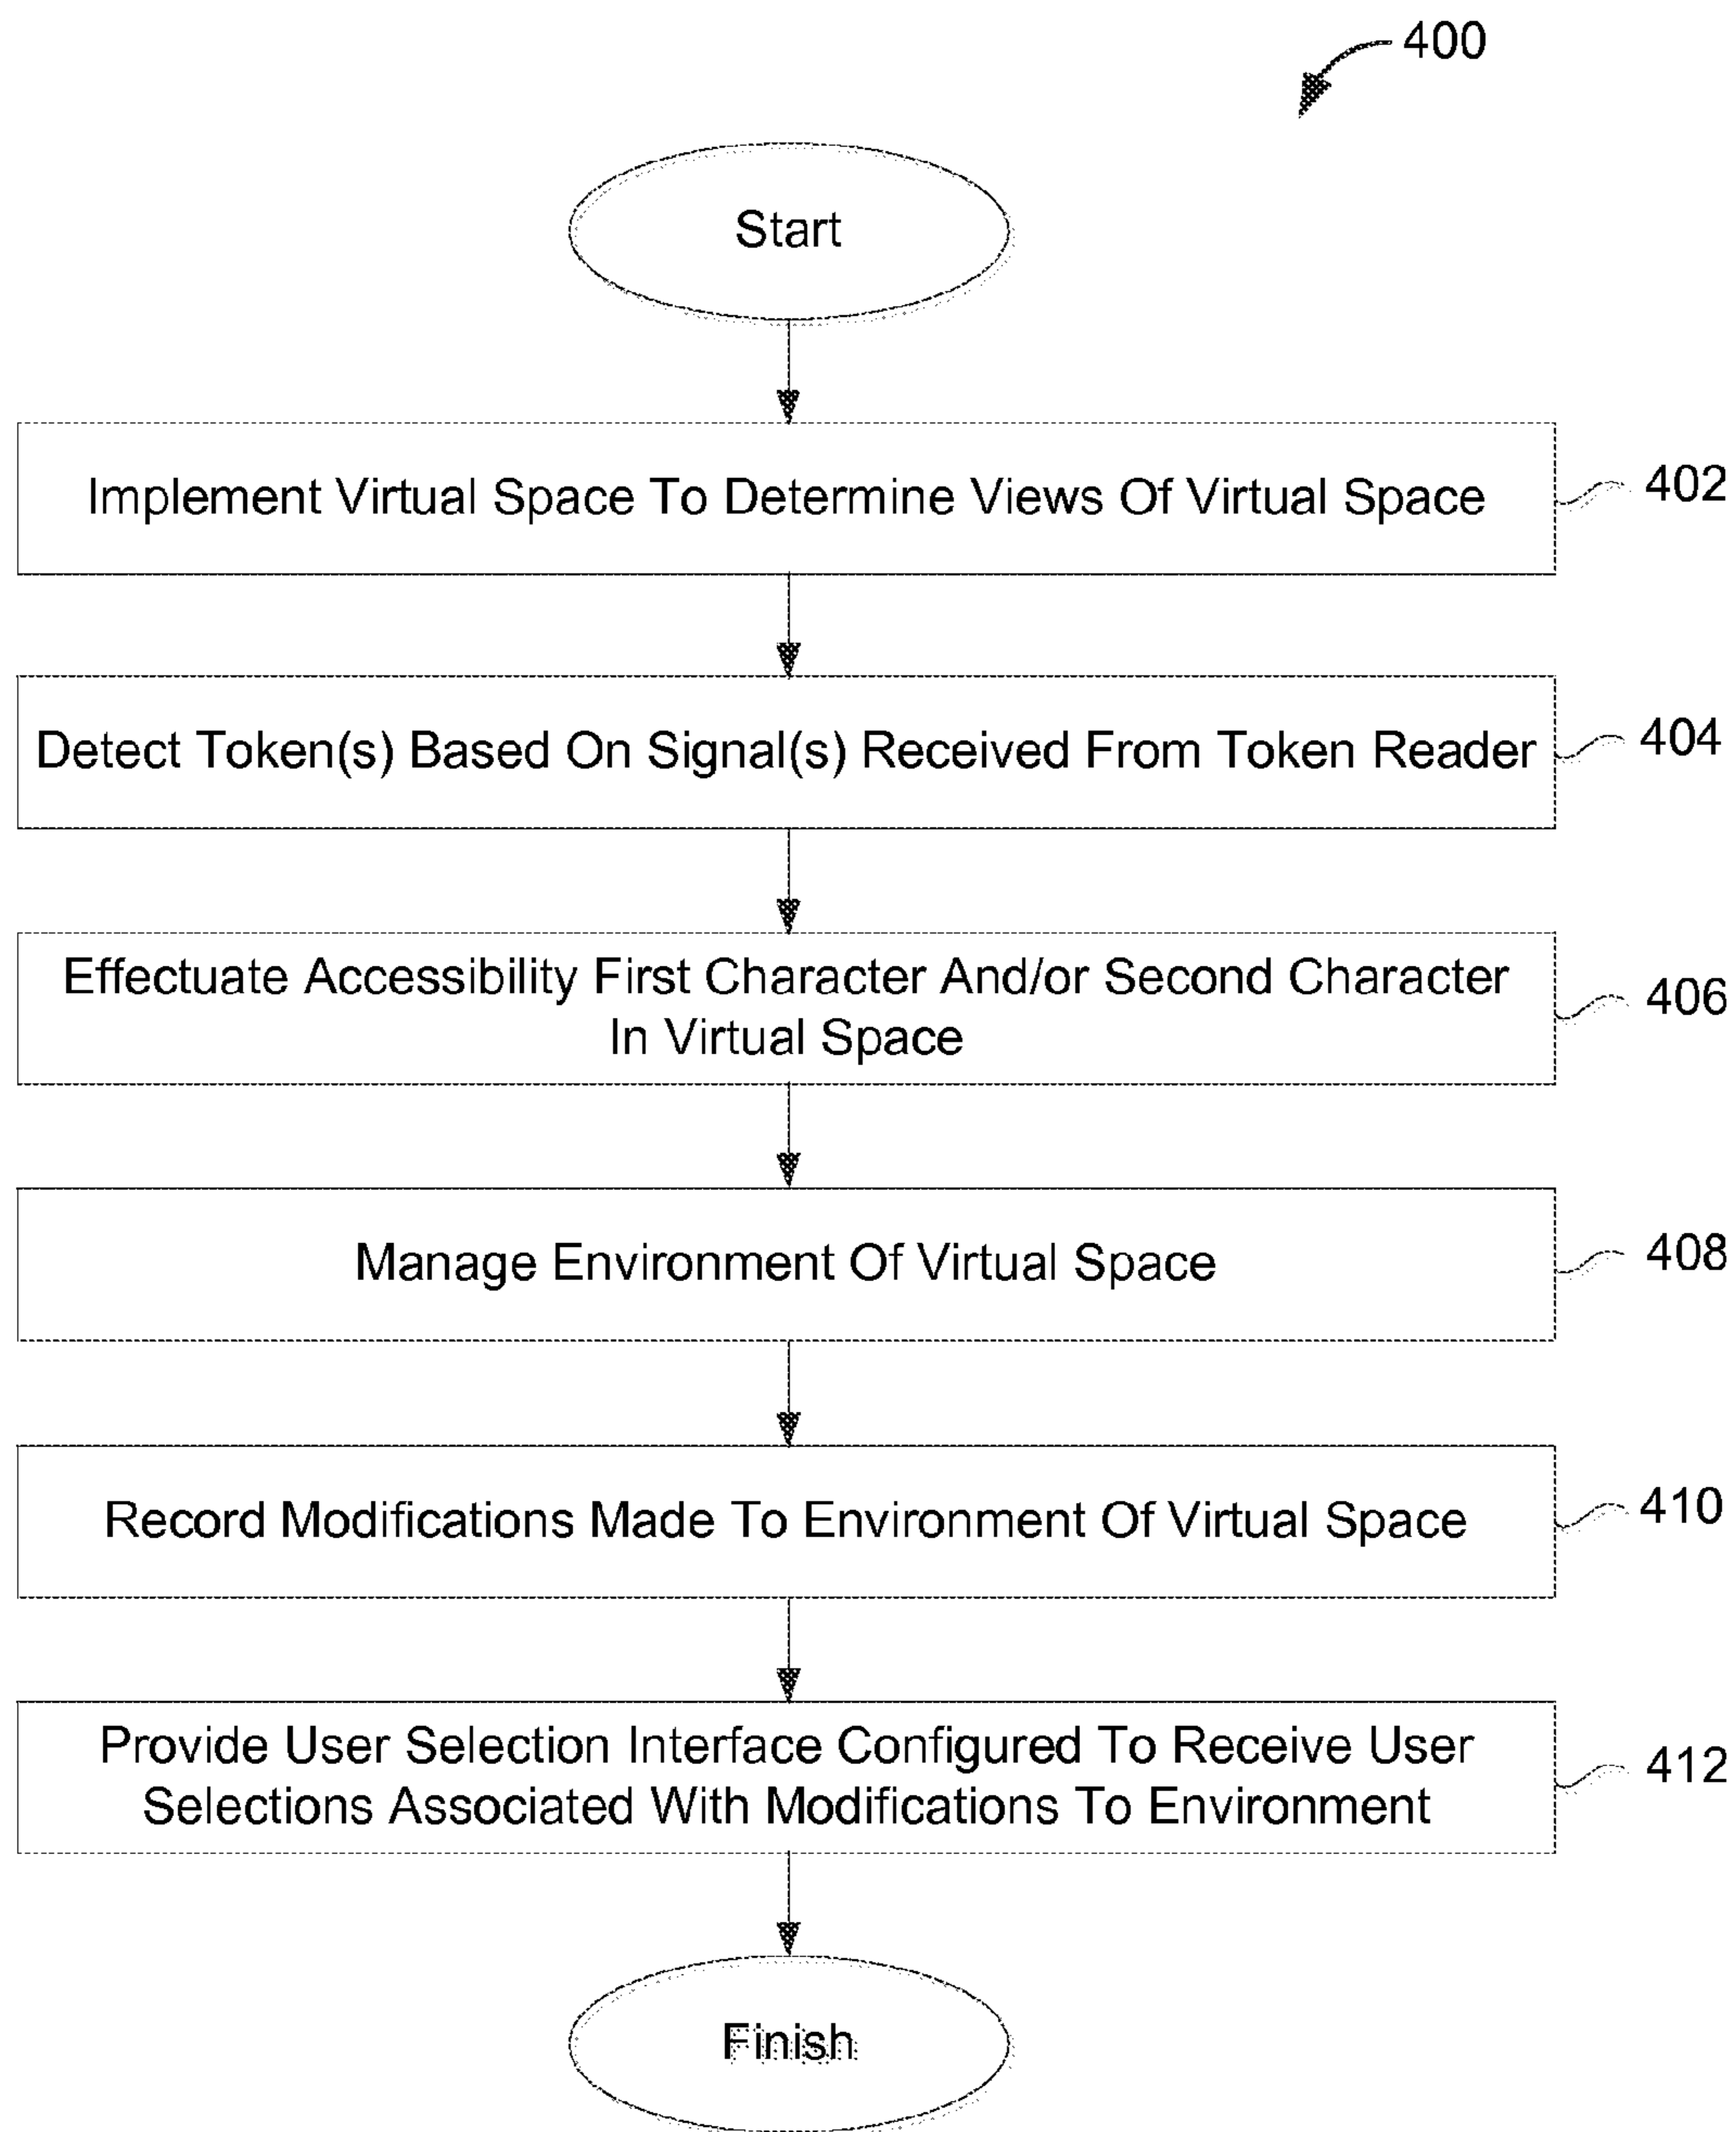 400
Start
Implement Virtual Space To Determine Views Of Virtual Space
402
Detect Token(s) Based On Signal(s) Received From Token Reader
404
Effectuate Accessibility First Character And/or Second Character
In Virtual Space
406
Manage Environment Of Virtual Space
408
Record Modifications Made To Environment Of Virtual Space
410
Provide User Selection Interface Configured To Receive User
Selections Associated With Modifications To Environment
412
Finish